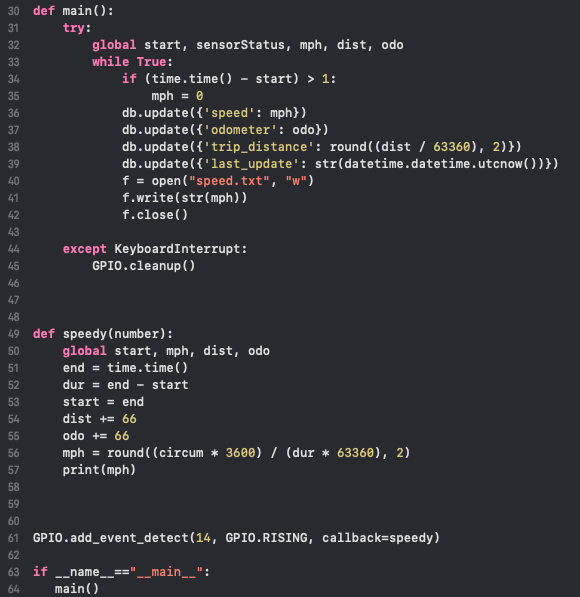 30 def main():
31     try:
32         global start, sensorStatus, mph, dist, odo
33         while True:
34             if (time.time() - start) > 1:
35                 mph = 0
36             db.update({'speed': mph})
37             db.update({'odometer': odo})
38             db.update({'trip_distance': round((dist / 63360), 2)})
39             db.update({'last_update': str(datetime.datetime.utcnow())})
40             f = open("speed.txt", "w")
41             f.write(str(mph))
42             f.close()
43
44     except KeyboardInterrupt:
45         GPIO.cleanup()
46
47
48
49 def speedy(number):
50     global start, mph, dist, odo
51     end = time.time()
52     dur = end - start
53     start = end
54     dist += 66
55     odo += 66
56     mph = round((circum * 3600) / (dur * 63360), 2)
57     print(mph)
58
59
60
61 GPIO.add_event_detect(14, GPIO.RISING, callback=speedy)
62
63 if __name__=="__main__":
64    main()